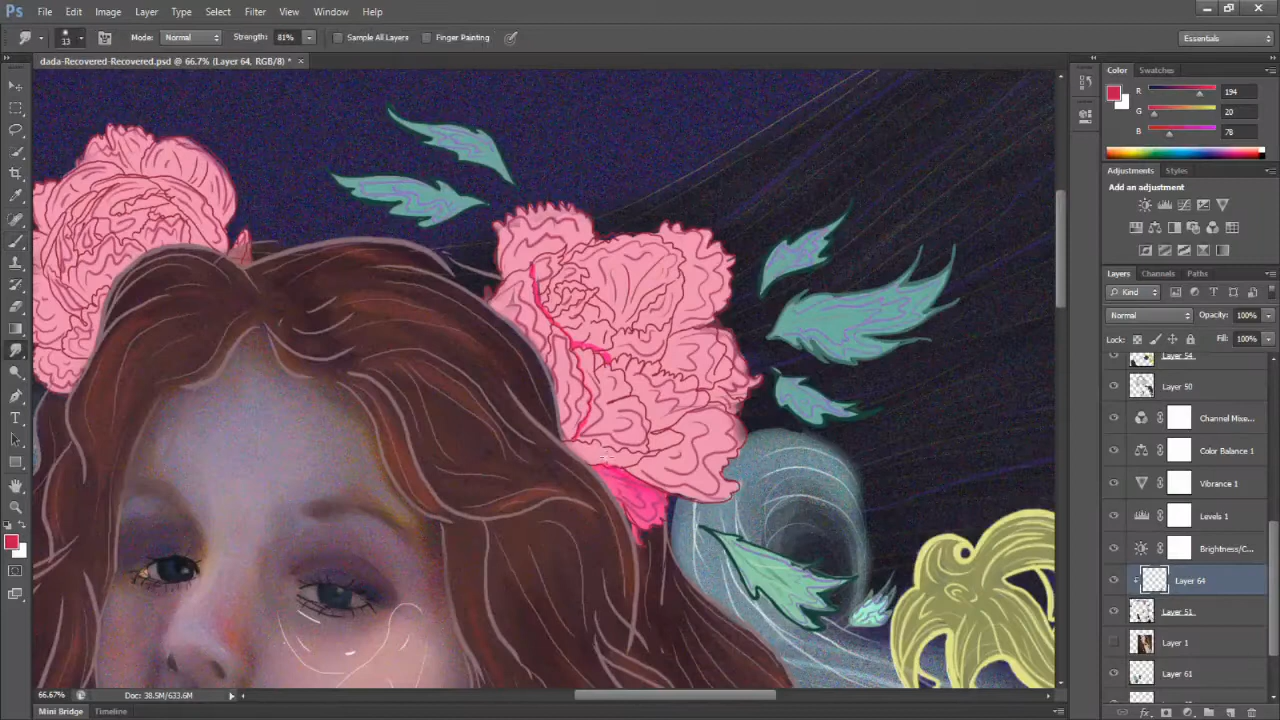 Ps File Edit Image Layer Type Select Filter View Window Help
13 Mode: Normal Strength: 81% Sample All Layers Finger Painting Essentials
dada-Recovered-Recovered.psd @ 66.7% (Layer 64, RGB/8) * ×
Color Swatches
R 194
G 20
B 78
Adjustments Styles
Add an adjustment
Layers Channels Paths
Kind
Normal Opacity: 100%
Lock: Fill: 100%
Layer 54
Layer 50
Channel Mixe...
Color Balance 1
Vibrance 1
Levels 1
Brightness/C...
Layer 64
Layer 51
Layer 1
Layer 61
66.67% Doc: 38.5M/633.6M
Mini Bridge Timeline